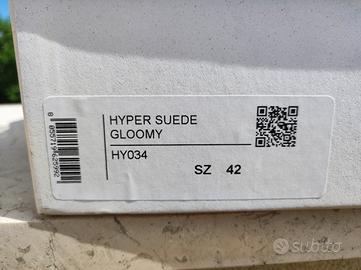 HYPER SUEDE
GLOOMY
HY034
SZ 42
subito